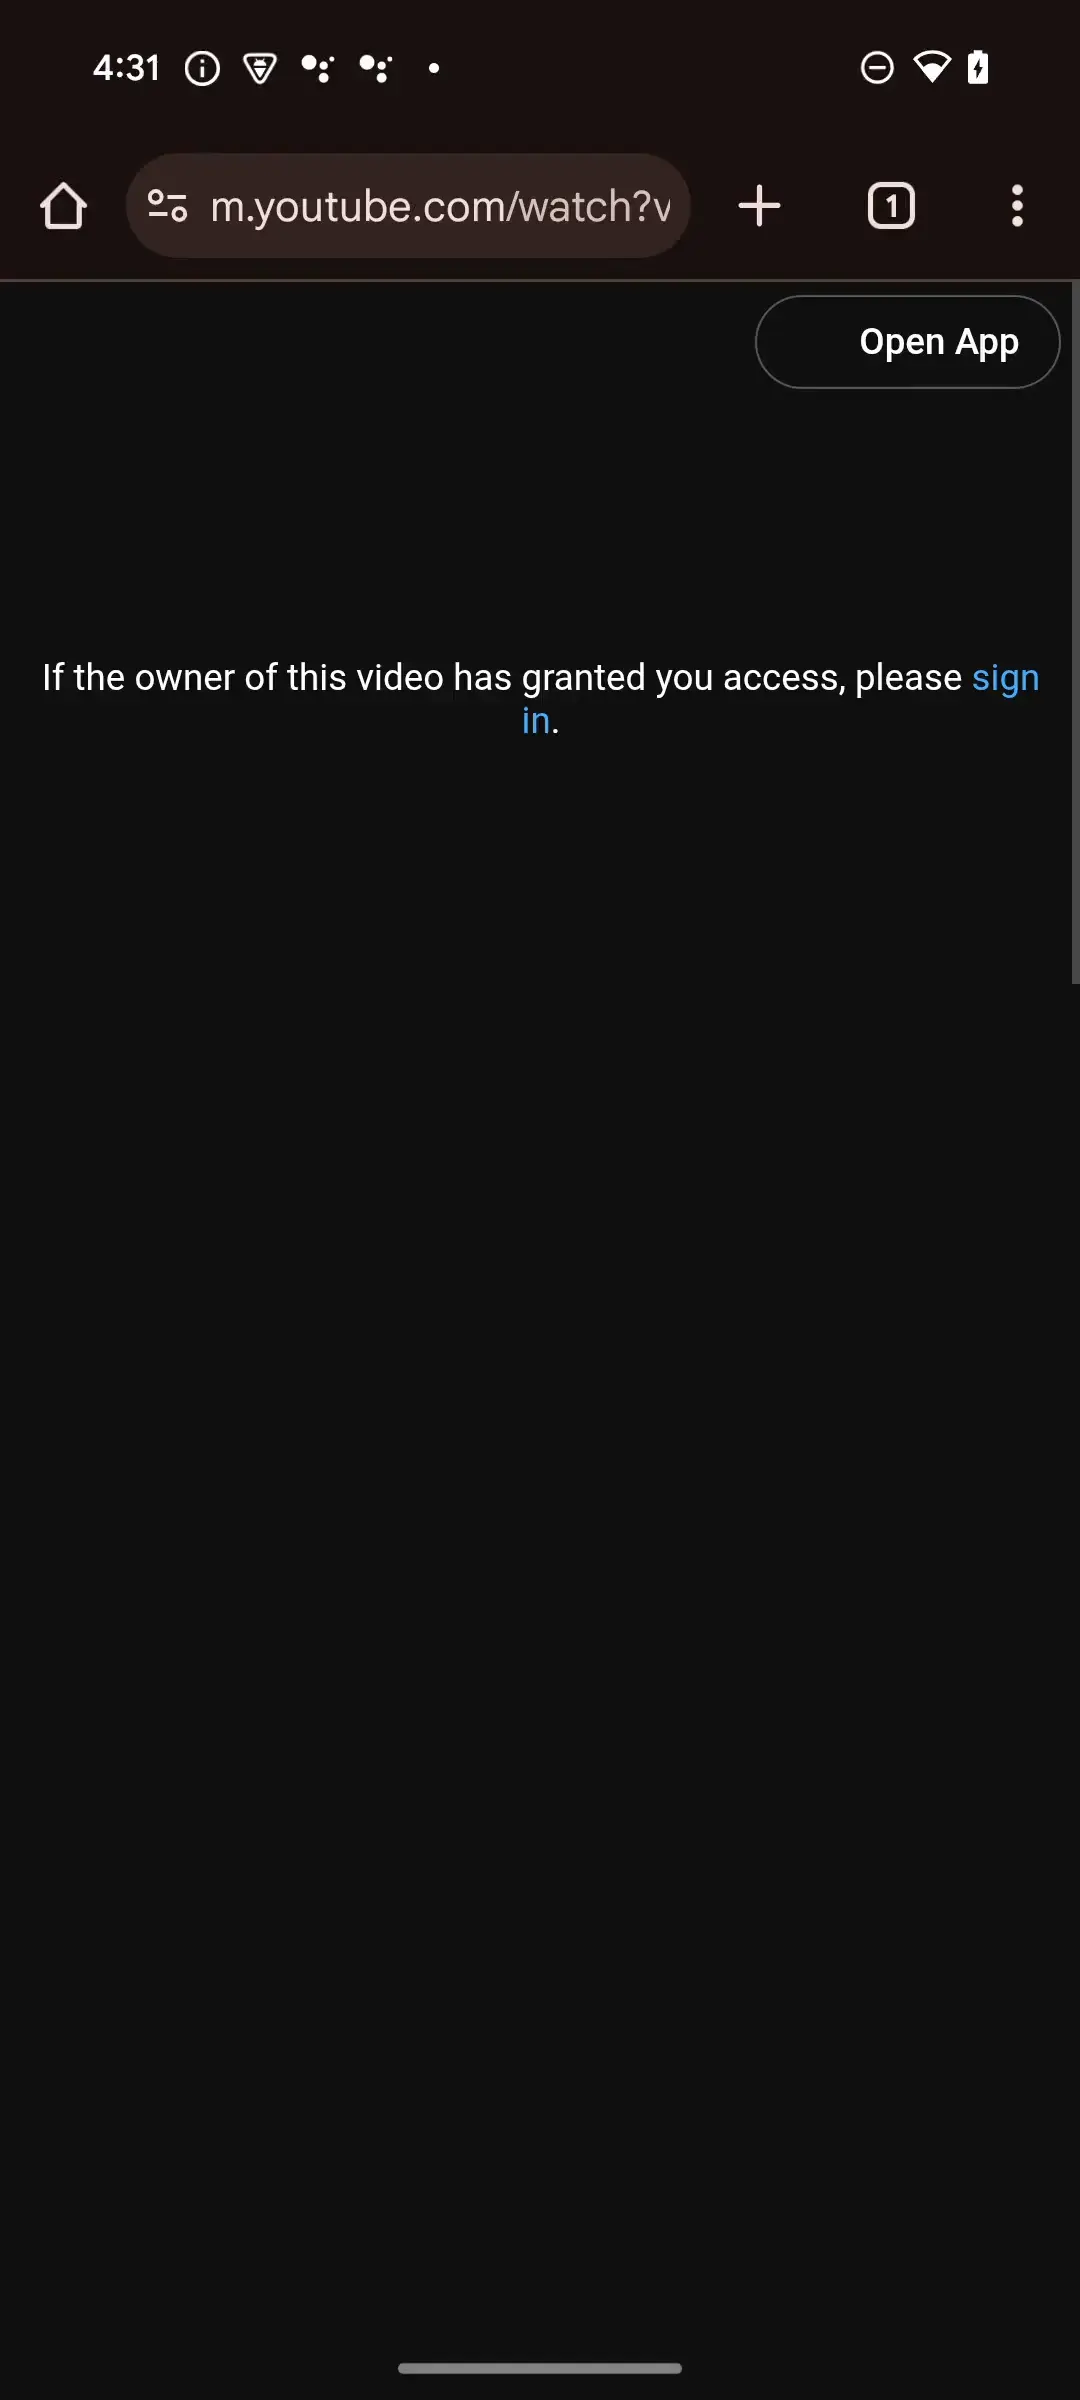 4:31
m.youtube.com/watch?v
1
Open App
If the owner of this video has granted you access, please sign
in.